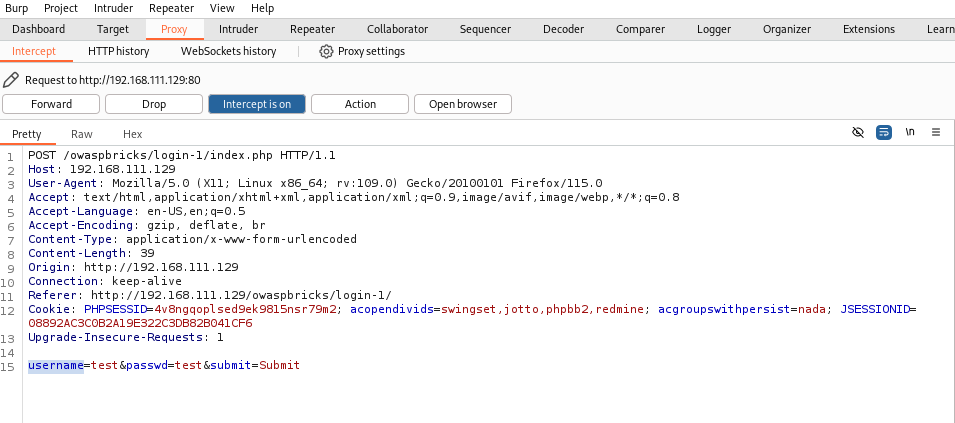 Burp Project Intruder Repeater View Help
Dashboard Target Proxy Intruder Repeater Collaborator Sequencer Decoder Comparer Logger Organizer Extensions Learn
Intercept HTTP history WebSockets history Proxy settings
Request to http://192.168.111.129:80
Forward Drop Intercept is on Action Open browser
Pretty Raw Hex \n
1 POST /owaspbricks/login-1/index.php HTTP/1.1
2 Host: 192.168.111.129
3 User-Agent: Mozilla/5.0 (X11; Linux x86_64; rv:109.0) Gecko/20100101 Firefox/115.0
4 Accept: text/html,application/xhtml+xml,application/xml;q=0.9,image/avif,image/webp,*/*;q=0.8
5 Accept-Language: en-US,en;q=0.5
6 Accept-Encoding: gzip, deflate, br
7 Content-Type: application/x-www-form-urlencoded
8 Content-Length: 39
9 Origin: http://192.168.111.129
10 Connection: keep-alive
11 Referer: http://192.168.111.129/owaspbricks/login-1/
12 Cookie: PHPSESSID=4v8ngqoplsed9ek9815nsr79m2; acopendivids=swingset,jotto,phpbb2,redmine; acgroupswithpersist=nada; JSESSIONID=
08892AC3C0B2A19E322C3DB82B041CF6
13 Upgrade-Insecure-Requests: 1
14
15 username=test&passwd=test&submit=Submit